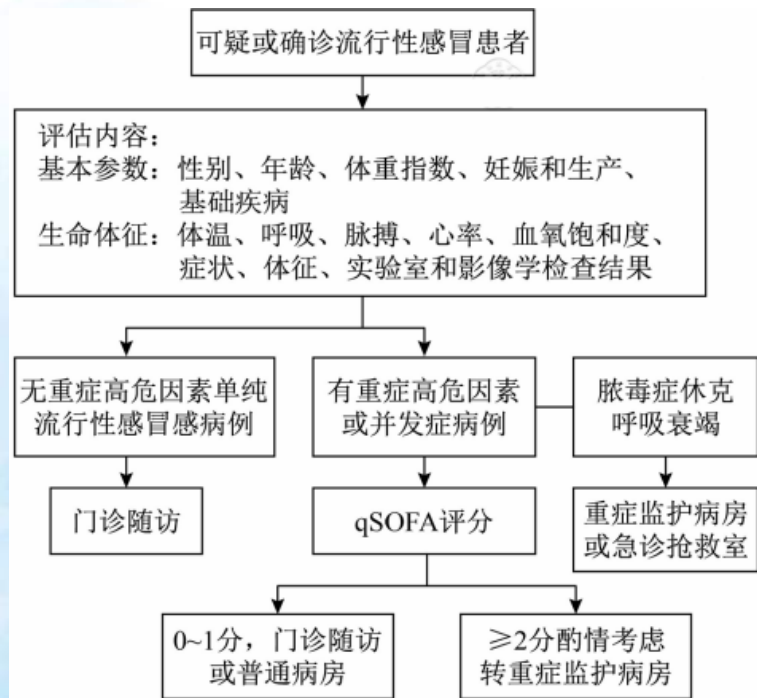 可疑或确诊流行性感冒患者
评估内容：
基本参数：性别、年龄、体重指数、妊娠和生产、
基础疾病
生命体征：体温、呼吸、脉搏、心率、血氧饱和度、
症状、体征、实验室和影像学检查结果
无重症高危因素单纯
流行性感冒感病例
有重症高危因素
或并发症病例
脓毒症休克
呼吸衰竭
门诊随访
qSOFA评分
重症监护病房
或急诊抢救室
0~1分，门诊随访
或普通病房
≥2分酌情考虑
转重症监护病房